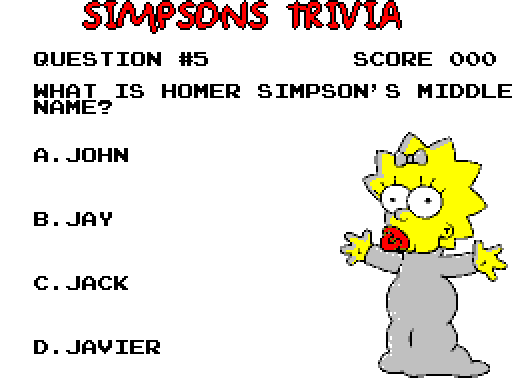 SIMPSONS TRIVIA
QUESTION #5 SCORE 000
WHAT IS HOMER SIMPSON'S MIDDLE
NAME?
A.JOHN
B.JAY
C.JACK
D.JAVIER